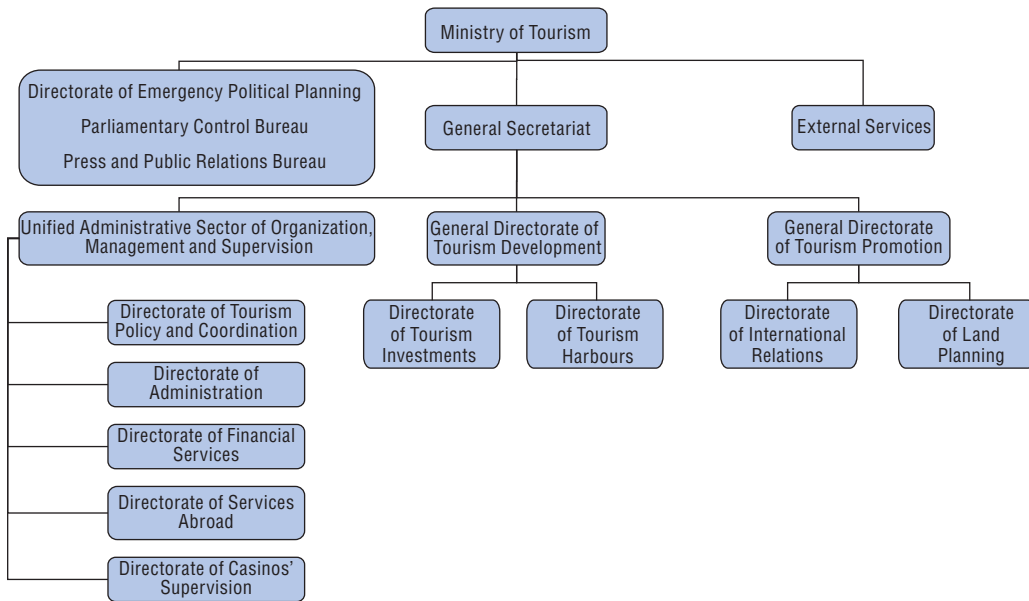 Ministry of Tourism
Directorate of Emergency Political Planning
Parliamentary Control Bureau
Press and Public Relations Bureau
General Secretariat
External Services
Unified Administrative Sector of Organization,
Management and Supervision
General Directorate of
Tourism Development
General Directorate
of Tourism Promotion
Directorate of Tourism
Policy and Coordination
Directorate of
Administration
Directorate of Financial
Services
Directorate of Services
Abroad
Directorate of Casinos’
Supervision
Directorate
of Tourism
Investments
Directorate
of Tourism
Harbours
Directorate
of International
Relations
Directorate
of Land
Planning